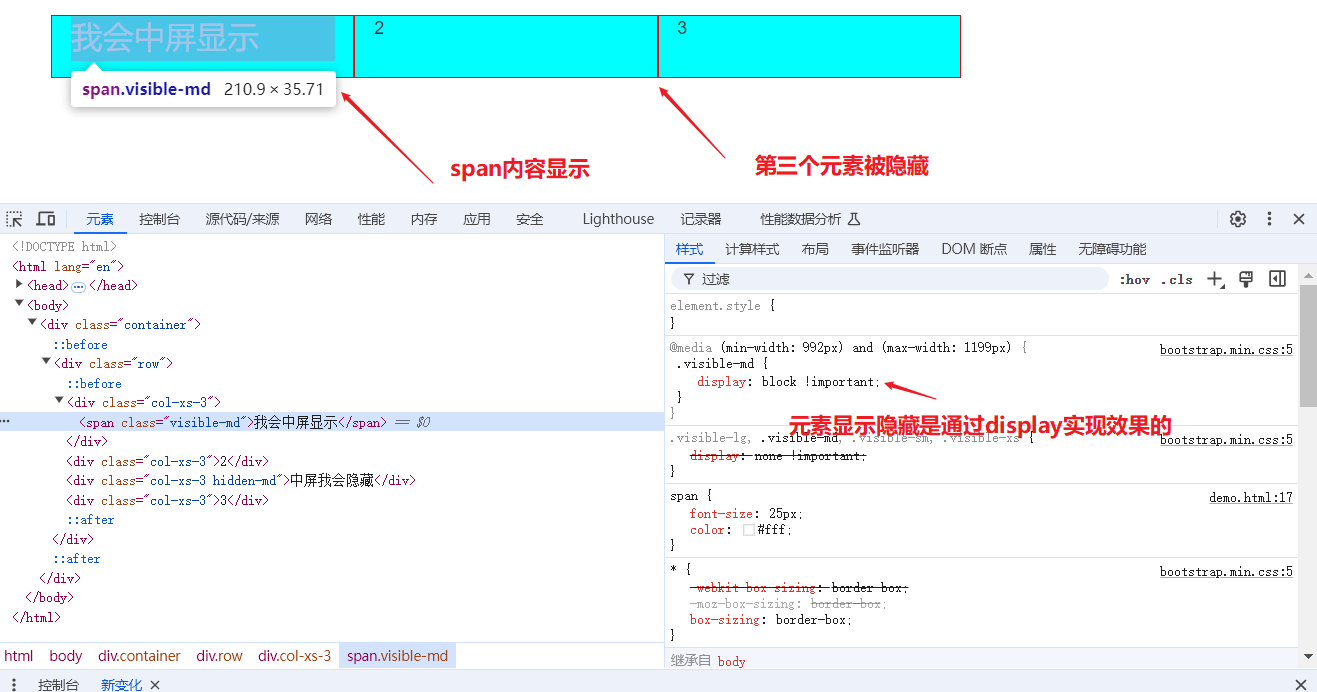 我会中屏显示 2 3
span.visible-md 210.9 × 35.71
span内容显示
第三个元素被隐藏
元素 控制台 源代码/来源 网络 性能 内存 应用 安全 Lighthouse 记录器 性能数据分析
<!DOCTYPE html>
<html lang="en">
<head> ⋯ </head>
<body>
<div class="container">
::before
<div class="row">
::before
<div class="col-xs-3">
<span class="visible-md">我会中屏显示</span> == $0
</div>
<div class="col-xs-3">2</div>
<div class="col-xs-3 hidden-md">中屏我会隐藏</div>
<div class="col-xs-3">3</div>
::after
</div>
::after
</div>
</body>
</html>
html body div.container div.row div.col-xs-3 span.visible-md
样式 计算样式 布局 事件监听器 DOM 断点 属性 无障碍功能
过滤 :hov .cls
element.style {
}
@media (min-width: 992px) and (max-width: 1199px) { bootstrap.min.css:5
.visible-md {
display: block !important;
}
}
元素显示隐藏是通过display实现效果的
.visible-lg, .visible-md, .visible-sm, .visible-xs { bootstrap.min.css:5
display: none !important;
}
span { demo.html:17
font-size: 25px;
color: #fff;
}
* { bootstrap.min.css:5
-webkit-box-sizing: border-box;
-moz-box-sizing: border-box;
box-sizing: border-box;
}
继承自 body
控制台 新变化